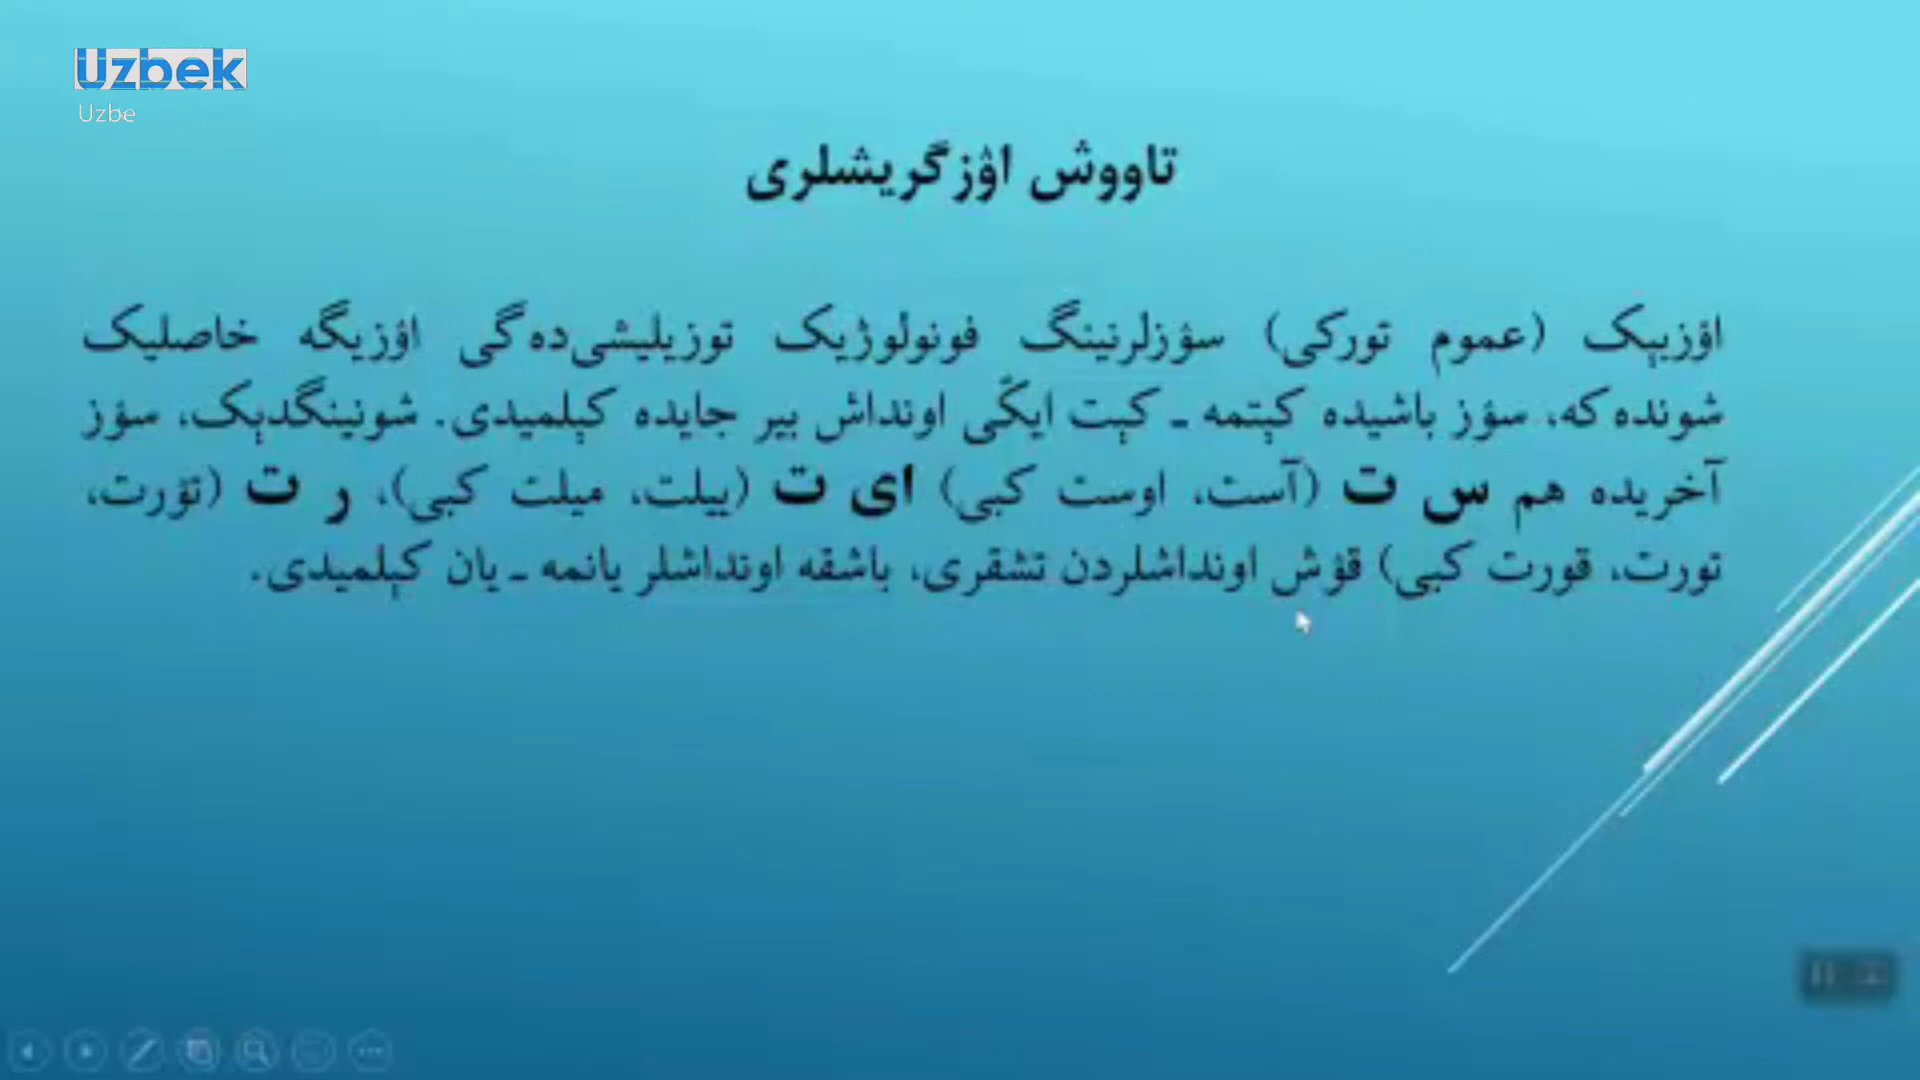 Uzbek
Uzbe
تاووش اۉزگریشلری
اۉزبېک (عموم تورکی) سۉزلرنینگ فونولوژیک توزیلیشی‌ده‌گی اۉزیگه خاصلیک
شونده‌که، سۉز باشیده کېتمه ـ کېت ایکّی اونداش بیر جایده کېلمیدی. شونینگدېک، سۉز
آخریده هم س ت (آست، اوست کبی) ای ت (ییلت، میلت کبی)، ر ت (تۉرت،
تورت، قورت کبی) قۉش اونداشلردن تشقری، باشقه اونداشلر یانمه ـ یان کېلمیدی.